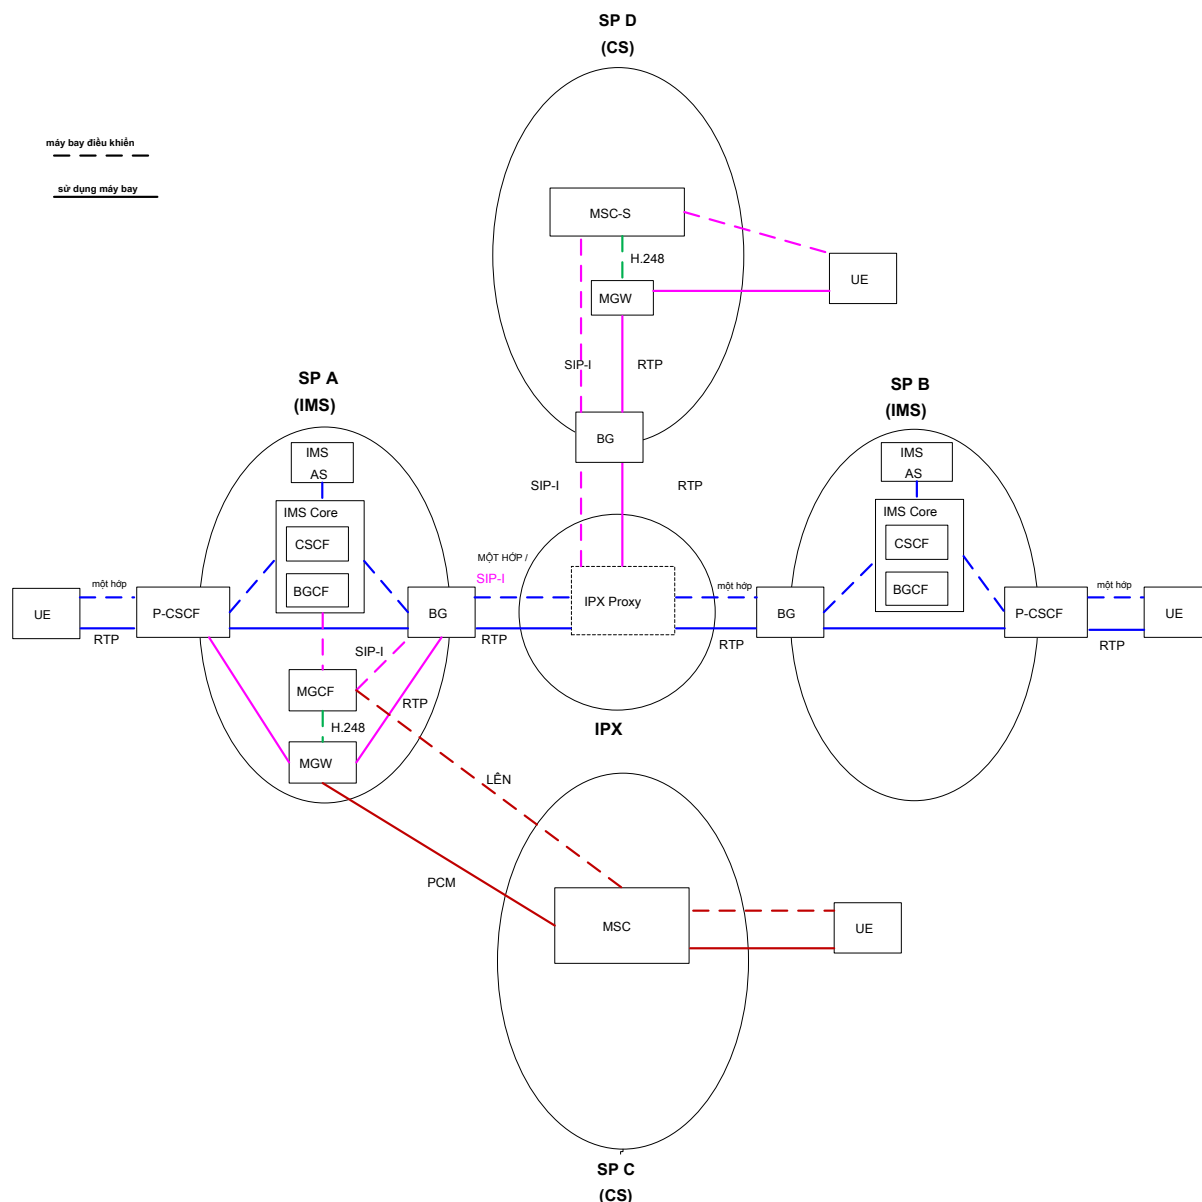 SP D
(CS)
máy bay điều khiển
sử dụng máy bay
MSC-S
H.248
UE
MGW
SIP-I
RTP
SP A
(IMS)
SP B
(IMS)
BG
IMS
AS
IMS
AS
SIP-I
RTP
IMS Core
IMS Core
CSCF
CSCF
MỘT HỚP /
SIP-I
một hớp
một hớp
một hớp
BGCF
BGCF
IPX Proxy
UE
P-CSCF
BG
BG
P-CSCF
UE
RTP
RTP
RTP
RTP
SIP-I
MGCF
RTP
H.248
IPX
MGW
LÊN
PCM
MSC
UE
SP C
(CS)